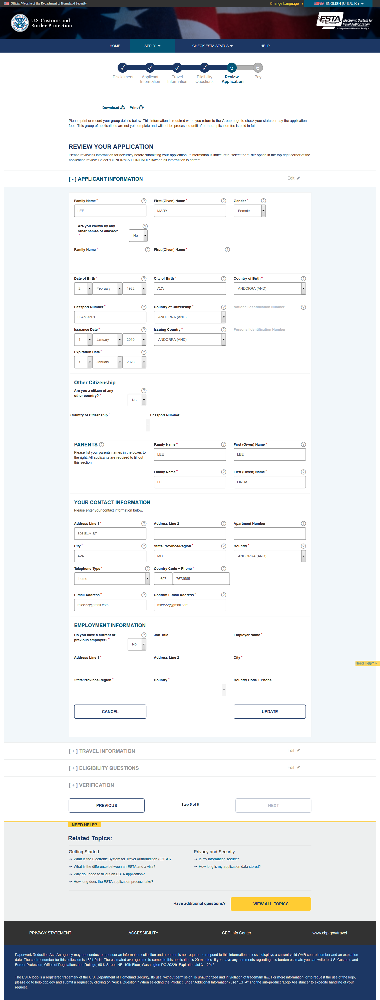 Official Website of the Department of Homeland Security
Change Language
ENGLISH (U.S./U.K.)
U.S. Customs and
Border Protection
ESTA
Electronic System for
Travel Authorization
U.S. Department of Homeland Security
HOME
APPLY
CHECK ESTA STATUS
HELP
5
6
Disclaimers
Applicant
Information
Travel
Information
Eligibility
Questions
Review
Application
Pay
Download
Print
Please print or record your group details below. This information is required when you return to the Group page to check your status or pay the application
fees. This group of applications are not yet complete and will not be processed until after the application fee is paid in full.
REVIEW YOUR APPLICATION
Please review all information for accuracy before submitting your application. If information is inaccurate, select the "Edit" option in the top right corner of the
application review. Select "CONFIRM & CONTINUE" if/when all information is correct.
[ - ] APPLICANT INFORMATION
Edit
Family Name * ?
First (Given) Name * ?
Gender * ?
LEE
MARY
Female
Are you known by any
other names or aliases?
* ?
No
Family Name * ?
First (Given) Name * ?
Date of Birth * ?
City of Birth * ?
Country of Birth * ?
2 February 1982
AVA
ANDORRA (AND)
Passport Number * ?
Country of Citizenship * ?
National Identification Number ?
F67587561
ANDORRA (AND)
Issuance Date * ?
Issuing Country * ?
Personal Identification Number
1 January 2010
ANDORRA (AND)
Expiration Date * ?
1 January 2020
Other Citizenship
Are you a citizen of any
other country? * ?
No
Country of Citizenship *
Passport Number
PARENTS ?
Please list your parents names in the boxes to
the right. All applicants are required to fill out
this section.
Family Name * ?
First (Given) Name * ?
LEE
LEE
Family Name * ?
First (Given) Name * ?
LEE
LINDA
YOUR CONTACT INFORMATION
Please enter your contact information below.
Address Line 1 * ?
Address Line 2 ?
Apartment Number ?
356 ELM ST.
City * ?
State/Province/Region * ?
Country * ?
AVA
MD
ANDORRA (AND)
Telephone Type * ?
Country Code + Phone * ?
home
657 7678565
E-mail Address * ?
Confirm E-mail Address * ?
mlee22@gmail.com
mlee22@gmail.com
EMPLOYMENT INFORMATION
Do you have a current or
previous employer? * ?
No
Job Title
Employer Name *
Address Line 1 *
Address Line 2
City *
Need Help?
State/Province/Region *
Country *
Country Code + Phone
CANCEL
UPDATE
[ + ] TRAVEL INFORMATION
Edit
[ + ] ELIGIBILITY QUESTIONS
Edit
[ + ] VERIFICATION
PREVIOUS
Step 5 of 6
NEXT
NEED HELP?
Related Topics:
Getting Started
Privacy and Security
What is the Electronic System for Travel Authorization (ESTA)?
Is my information secure?
What is the difference between an ESTA and a visa?
How long is my application data stored?
Why do I need to fill out an ESTA application?
How long does the ESTA application process take?
Have additional questions?
VIEW ALL TOPICS
PRIVACY STATEMENT
ACCESSIBILITY
CBP Info Center
www.cbp.gov/travel
Paperwork Reduction Act: An agency may not conduct or sponsor an information collection and a person is not required to respond to this information unless it displays a current valid OMB control number and an expiration
date. The control number for this collection is 1651-0111. The estimated average time to complete this application is 20 minutes. If you have any comments regarding this burden estimate you can write to U.S. Customs and
Border Protection, Office of Regulations and Rulings, 90 K Street, NE, 10th Floor, Washington DC 20229. Expiration Jul 31, 2015.
The ESTA logo is a registered trademark of the U.S. Department of Homeland Security. Its use, without permission, is unauthorized and in violation of trademark law. For more information, or to request the use of the logo,
please go to help.cbp.gov and submit a request by clicking on "Ask a Question." When selecting the Product (under Additional Information) use "ESTA" and the sub-product "Logo Assistance" to expedite handling of your
request.